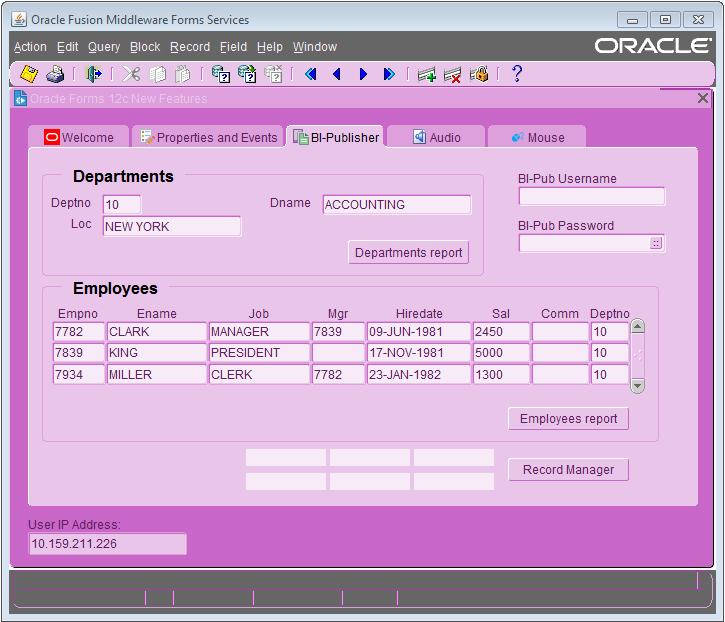 Oracle Fusion Middleware Forms Services
Action Edit Query Block Record Field Help Window
ORACLE
Oracle Forms 12c New Features
Welcome Properties and Events BI-Publisher Audio Mouse
Departments
Deptno 10 Dname ACCOUNTING
Loc NEW YORK
Departments report
BI-Pub Username
BI-Pub Password
Employees
Empno Ename Job Mgr Hiredate Sal Comm Deptno
7782 CLARK MANAGER 7839 09-JUN-1981 2450 10
7839 KING PRESIDENT 17-NOV-1981 5000 10
7934 MILLER CLERK 7782 23-JAN-1982 1300 10
Employees report
Record Manager
User IP Address:
10.159.211.226